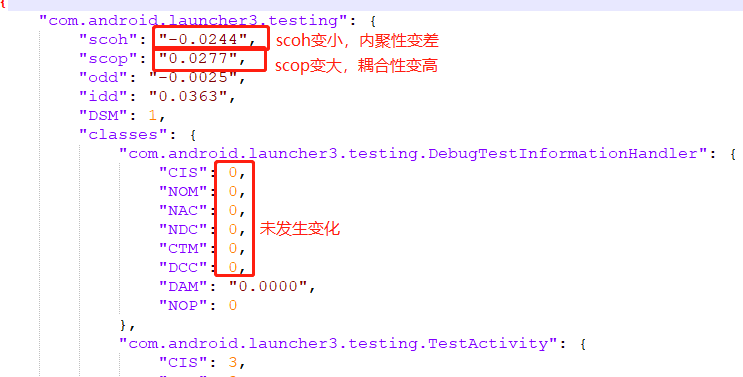 {
"com.android.launcher3.testing": {
"scoh": "-0.0244", scoh变小，内聚性变差
"scop": "0.0277", scop变大，耦合性变高
"odd": "-0.0025",
"idd": "0.0363",
"DSM": 1,
"classes": {
"com.android.launcher3.testing.DebugTestInformationHandler": {
"CIS": 0,
"NOM": 0,
"NAC": 0,
"NDC": 0, 未发生变化
"CTM": 0,
"DCC": 0,
"DAM": "0.0000",
"NOP": 0
},
"com.android.launcher3.testing.TestActivity": {
"CIS": 3,